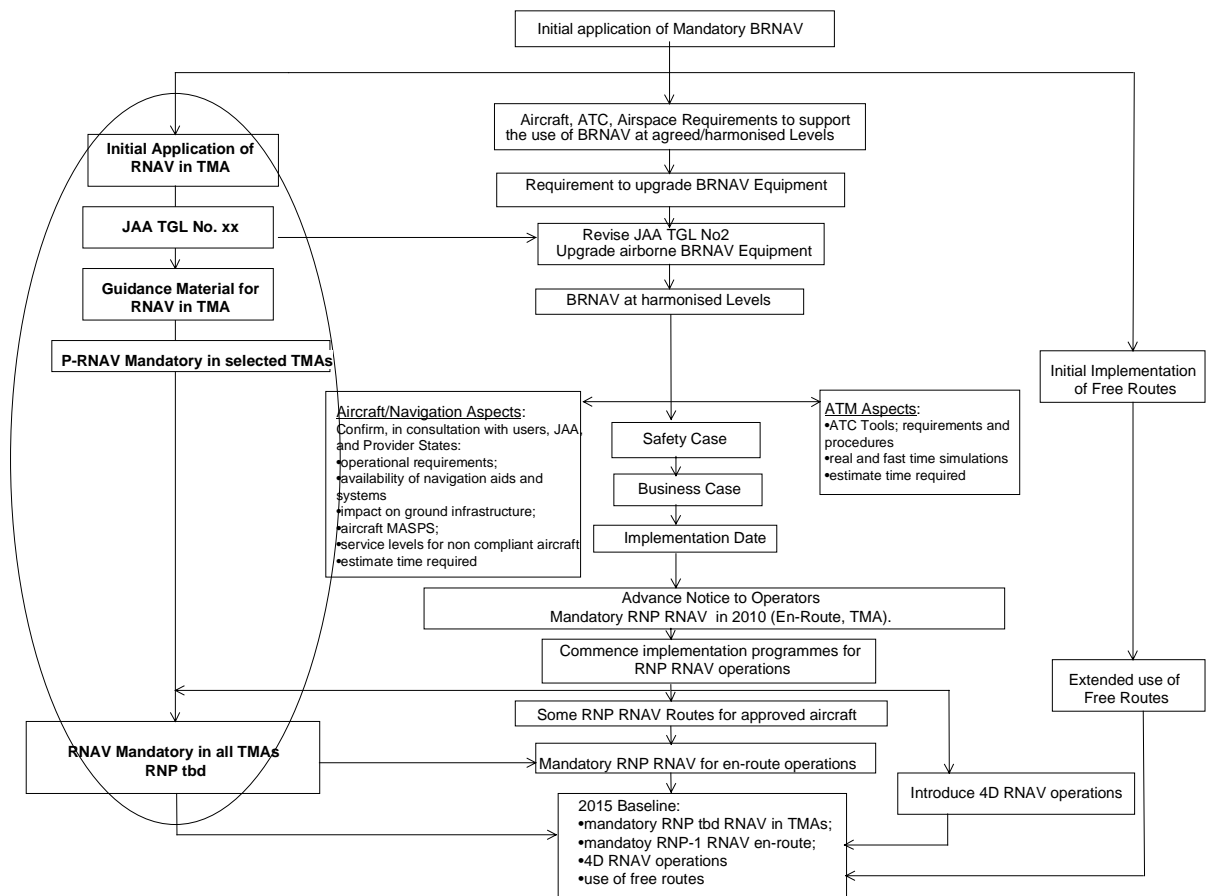 Initial application of Mandatory BRNAV
Aircraft, ATC, Airspace Requirements to support
the use of BRNAV at agreed/harmonised Levels
Initial Application of
RNAV in TMA
Requirement to upgrade BRNAV Equipment
JAA TGL No. xx
Revise JAA TGL No2
Upgrade airborne BRNAV Equipment
Guidance Material for
RNAV in TMA
BRNAV at harmonised Levels
P-RNAV Mandatory in selected TMAs
Initial Implementation
of Free Routes
Aircraft/Navigation Aspects:
Confirm, in consultation with users, JAA,
and Provider States:
•operational requirements;
•availability of navigation aids and
systems
•impact on ground infrastructure;
•aircraft MASPS;
•service levels for non compliant aircraft
•estimate time required
Safety Case
Business Case
Implementation Date
ATM Aspects:
•ATC Tools; requirements and
procedures
•real and fast time simulations
•estimate time required
Advance Notice to Operators
Mandatory RNP RNAV in 2010 (En-Route, TMA).
Commence implementation programmes for
RNP RNAV operations
Extended use of
Free Routes
Some RNP RNAV Routes for approved aircraft
RNAV Mandatory in all TMAs
RNP tbd
Mandatory RNP RNAV for en-route operations
Introduce 4D RNAV operations
2015 Baseline:
•mandatory RNP tbd RNAV in TMAs;
•mandatoy RNP-1 RNAV en-route;
•4D RNAV operations
•use of free routes